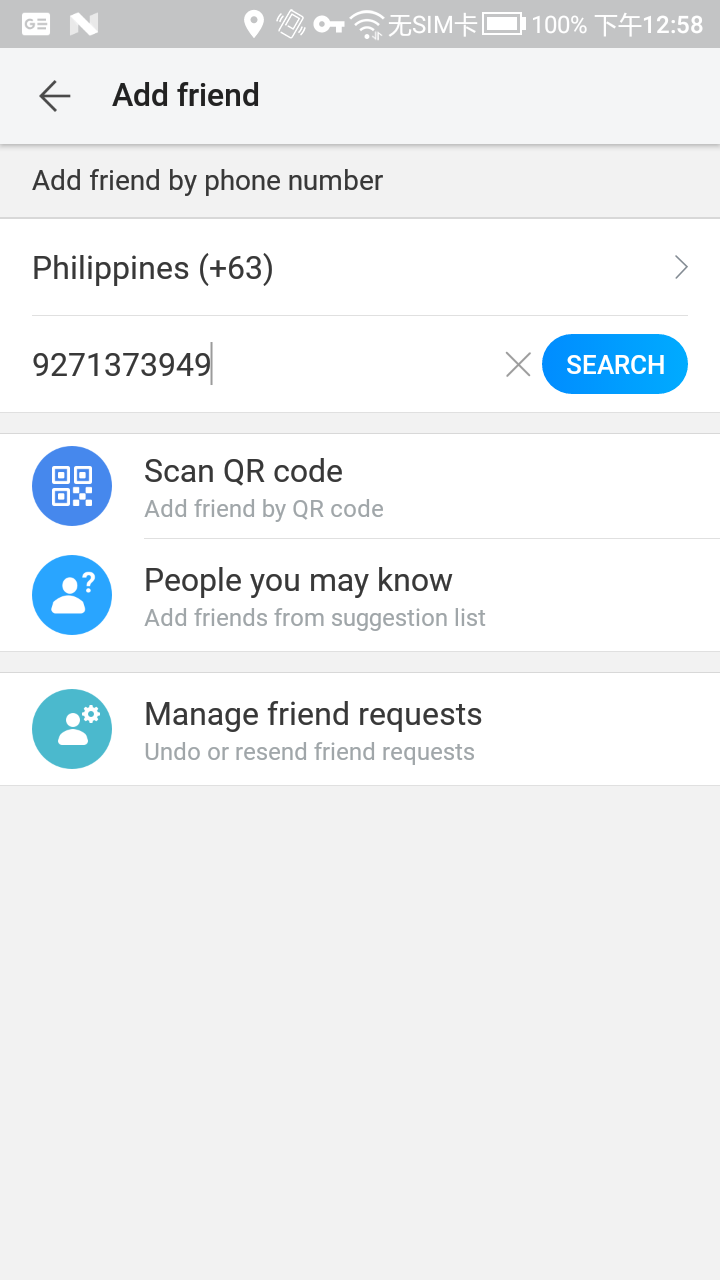 无SIM卡 100% 下午12:58
Add friend
Add friend by phone number
Philippines (+63)
9271373949
SEARCH
Scan QR code
Add friend by QR code
People you may know
Add friends from suggestion list
Manage friend requests
Undo or resend friend requests